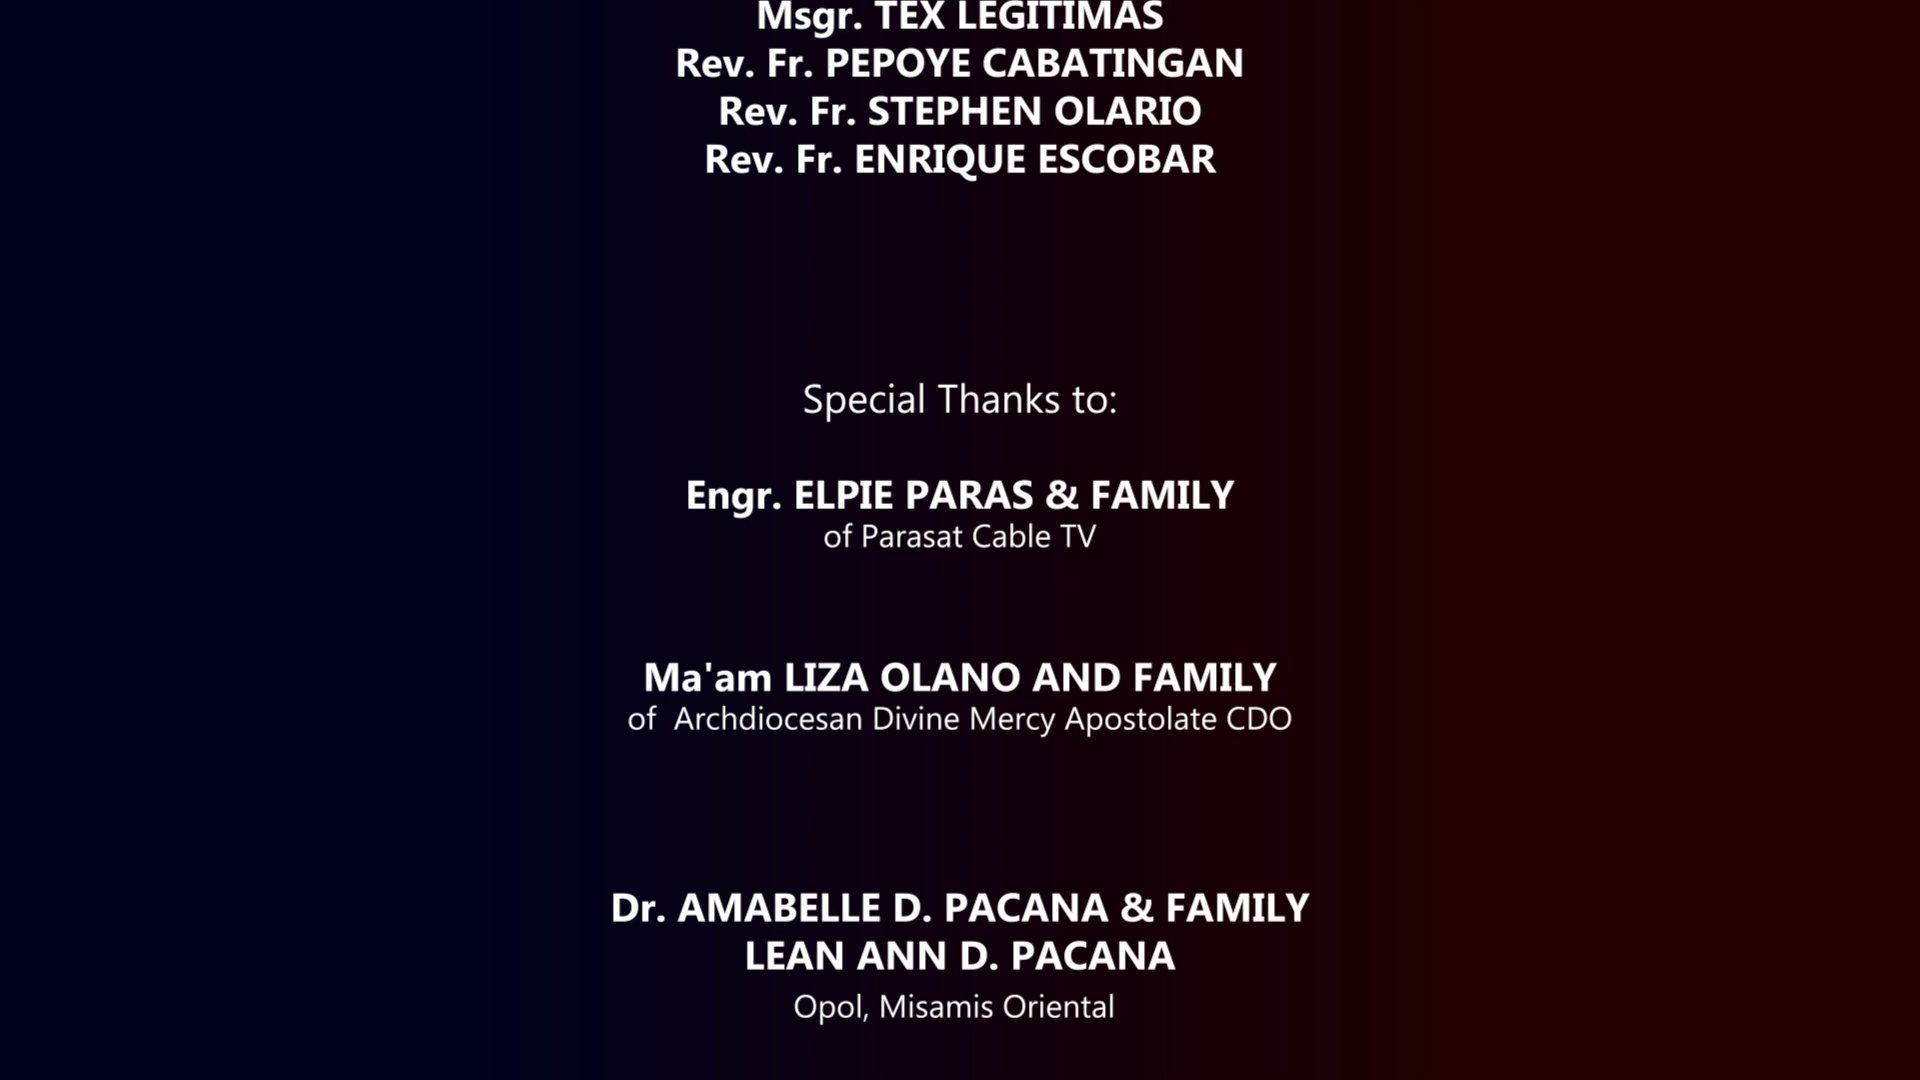 Msgr. TEX LEGITIMAS
Rev. Fr. PEPOYE CABATINGAN
Rev. Fr. STEPHEN OLARIO
Rev. Fr. ENRIQUE ESCOBAR
Special Thanks to:
Engr. ELPIE PARAS & FAMILY
of Parasat Cable TV
Ma'am LIZA OLANO AND FAMILY
of  Archdiocesan Divine Mercy Apostolate CDO
Dr. AMABELLE D. PACANA & FAMILY
LEAN ANN D. PACANA
Opol, Misamis Oriental